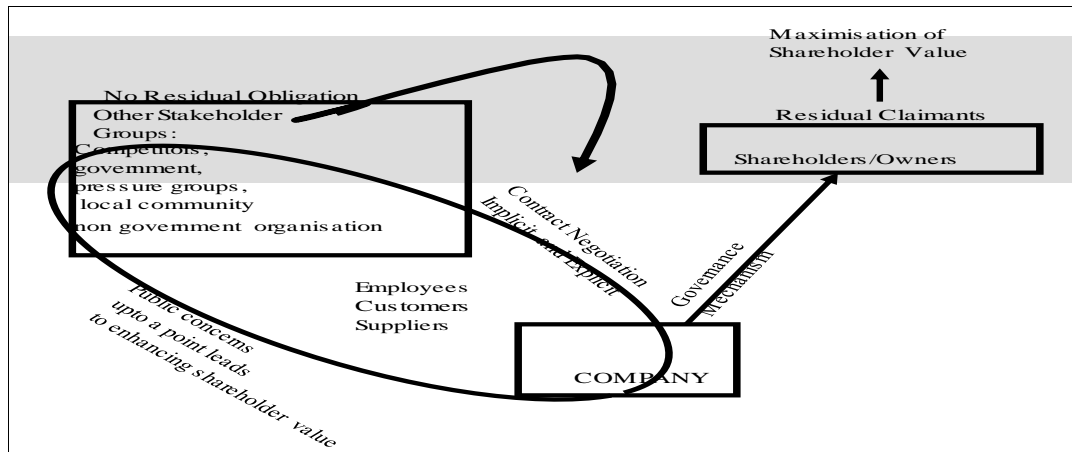 Maximisation of
Shareholder Value
No Residual Obligation
Other Stakeholder
Groups:
Competitors,
government,
pressure groups,
local community
non government organisation
Residual Claimants
Shareholders/Owners
Contract Negotiation
Implicit and Explicit
Governance
Mechanism
Employees
Customers
Suppliers
Public concerns
upto a point leads
to enhancing shareholder value
COMPANY